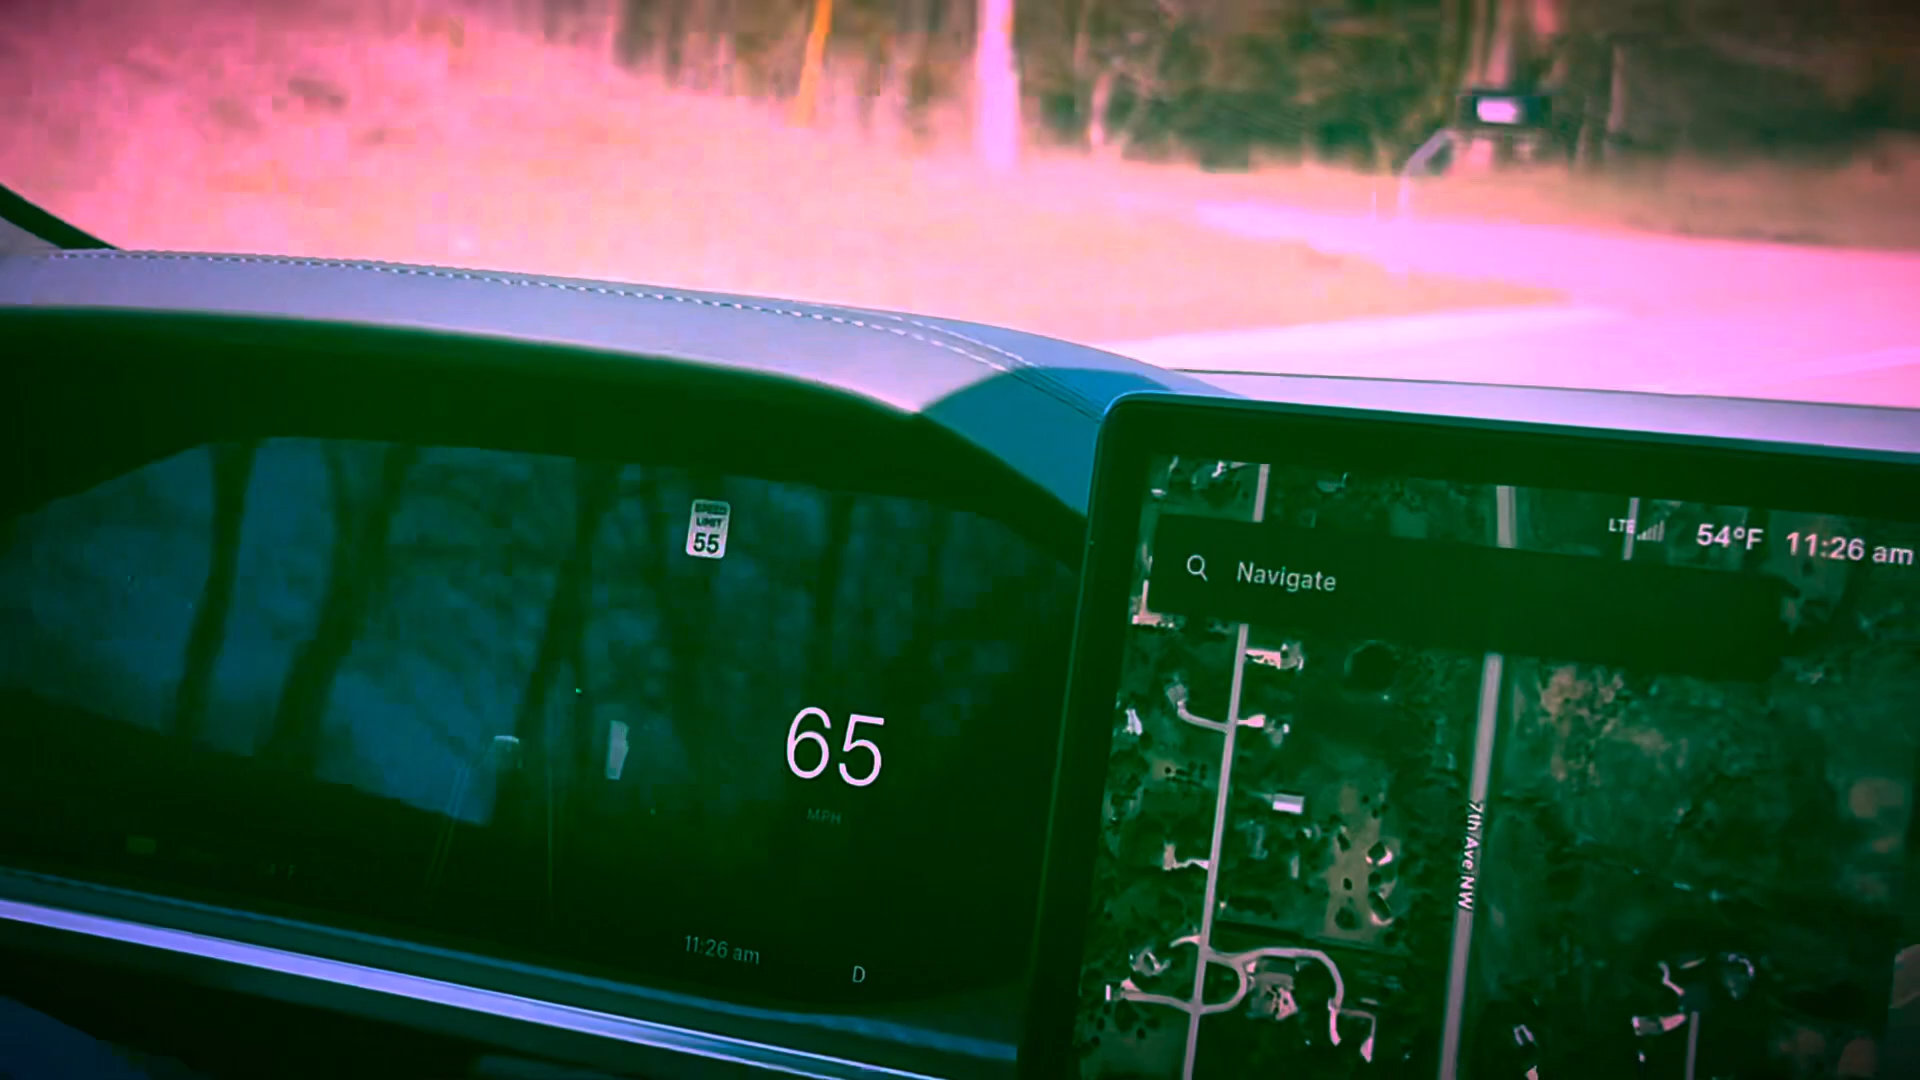 SPEED
LIMIT
55
65
MPH
11:26 am
D
LTE
54°F
11:26 am
Navigate
7th Ave NW